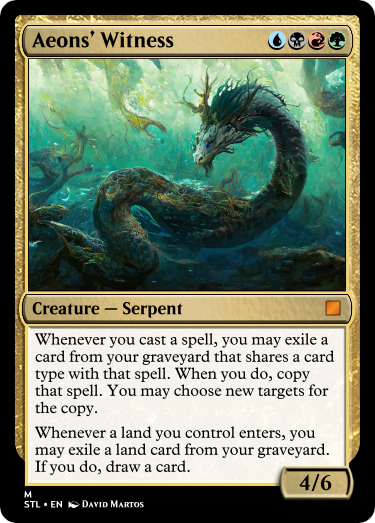 Aeons' Witness
Creature — Serpent
Whenever you cast a spell, you may exile a
card from your graveyard that shares a card
type with that spell. When you do, copy
that spell. You may choose new targets for
the copy.
Whenever a land you control enters, you
may exile a land card from your graveyard.
If you do, draw a card.
4/6
M
STL • EN DAVID MARTOS